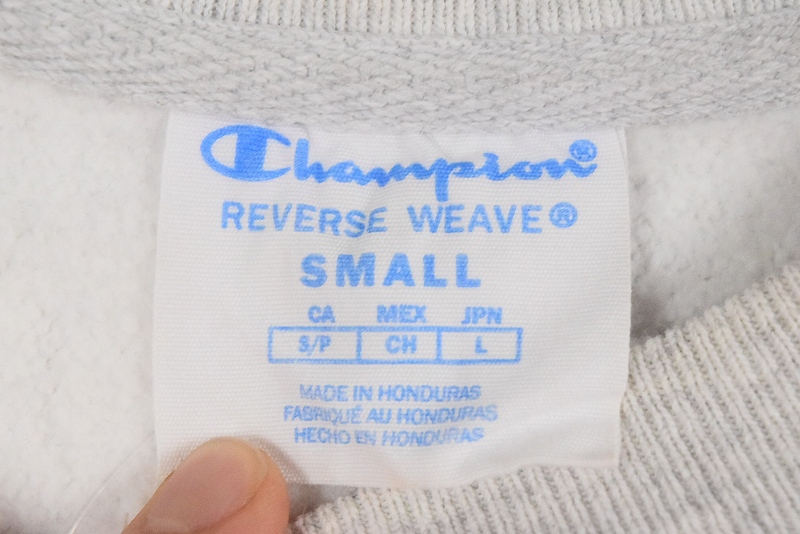 Champion®
REVERSE WEAVE®
SMALL
CA MEX JPN
S/P CH L
MADE IN HONDURAS
FABRIQUÉ AU HONDURAS
HECHO EN HONDURAS